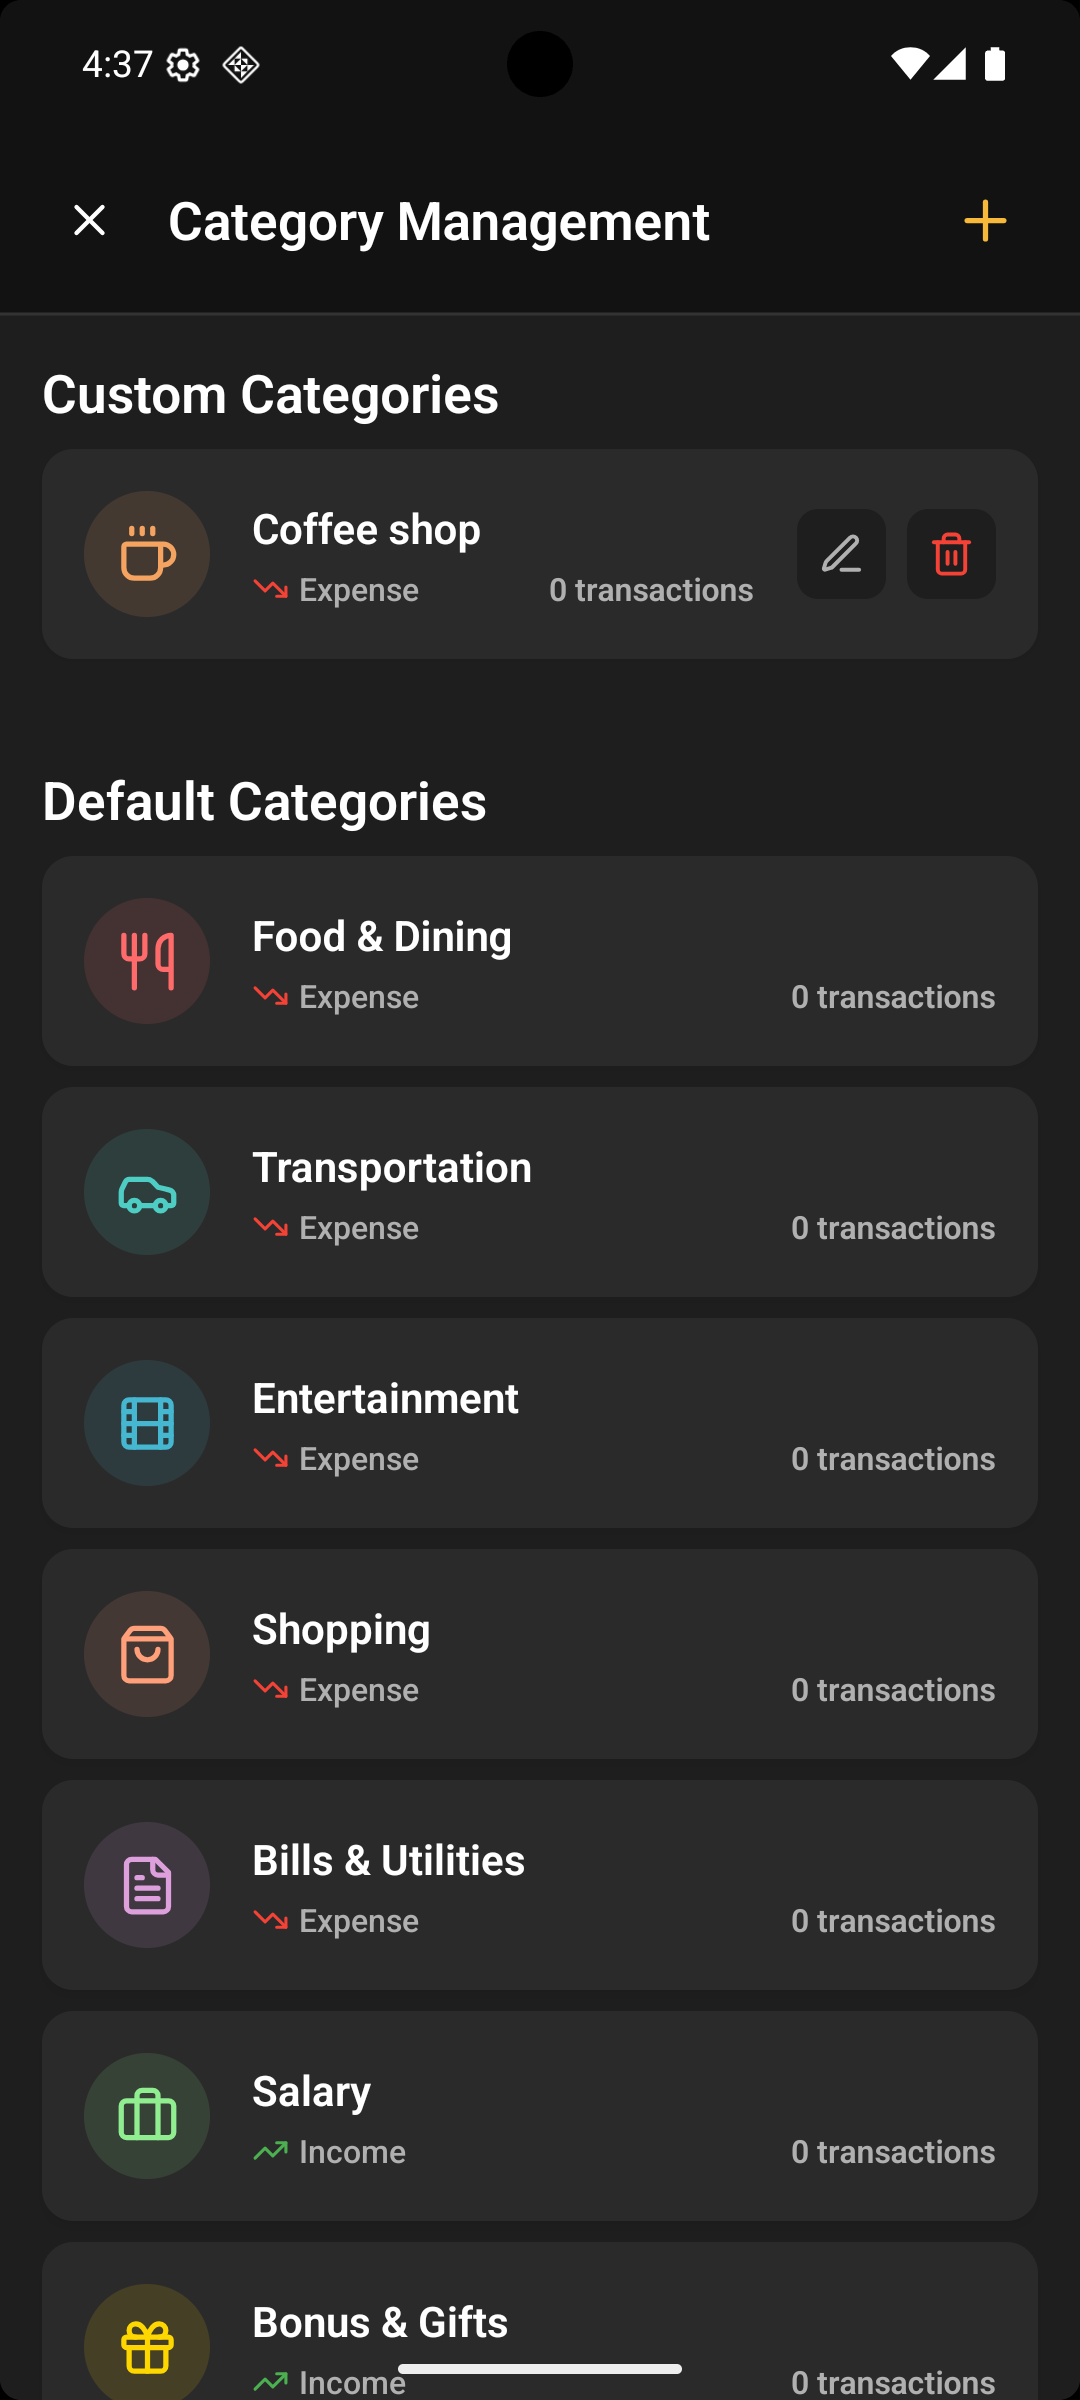 4:37
Category Management
Custom Categories
Coffee shop
Expense 0 transactions
Default Categories
Food & Dining
Expense 0 transactions
Transportation
Expense 0 transactions
Entertainment
Expense 0 transactions
Shopping
Expense 0 transactions
Bills & Utilities
Expense 0 transactions
Salary
Income 0 transactions
Bonus & Gifts
Income 0 transactions